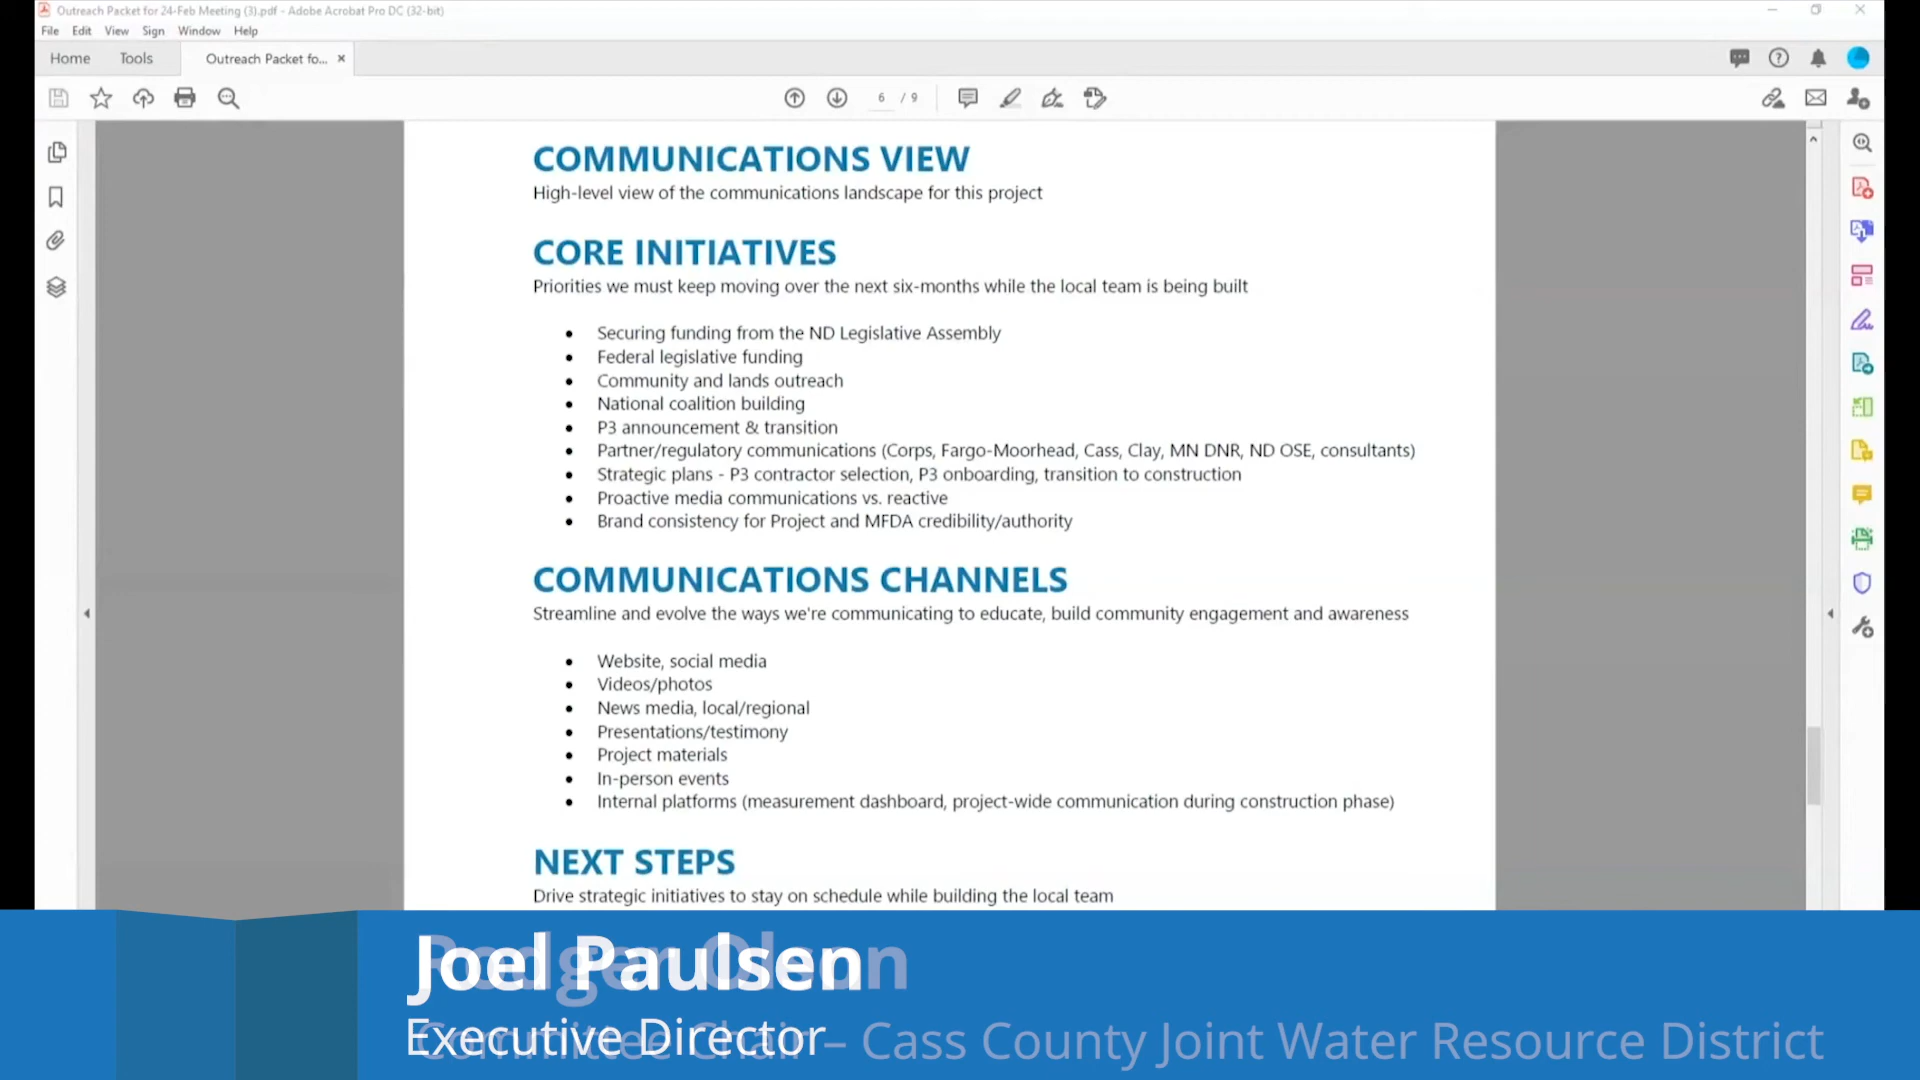 Outreach Packet for 24-Feb Meeting (3).pdf - Adobe Acrobat Pro DC (32-bit)
File Edit View Sign Window Help
Home Tools Outreach Packet fo... ×
6 / 9
COMMUNICATIONS VIEW
High-level view of the communications landscape for this project
CORE INITIATIVES
Priorities we must keep moving over the next six-months while the local team is being built
• Securing funding from the ND Legislative Assembly
• Federal legislative funding
• Community and lands outreach
• National coalition building
• P3 announcement & transition
• Partner/regulatory communications (Corps, Fargo-Moorhead, Cass, Clay, MN DNR, ND OSE, consultants)
• Strategic plans - P3 contractor selection, P3 onboarding, transition to construction
• Proactive media communications vs. reactive
• Brand consistency for Project and MFDA credibility/authority
COMMUNICATIONS CHANNELS
Streamline and evolve the ways we're communicating to educate, build community engagement and awareness
• Website, social media
• Videos/photos
• News media, local/regional
• Presentations/testimony
• Project materials
• In-person events
• Internal platforms (measurement dashboard, project-wide communication during construction phase)
NEXT STEPS
Drive strategic initiatives to stay on schedule while building the local team
Joel Paulsen
Rodger Olson
Executive Director
Committee Chair – Cass County Joint Water Resource District